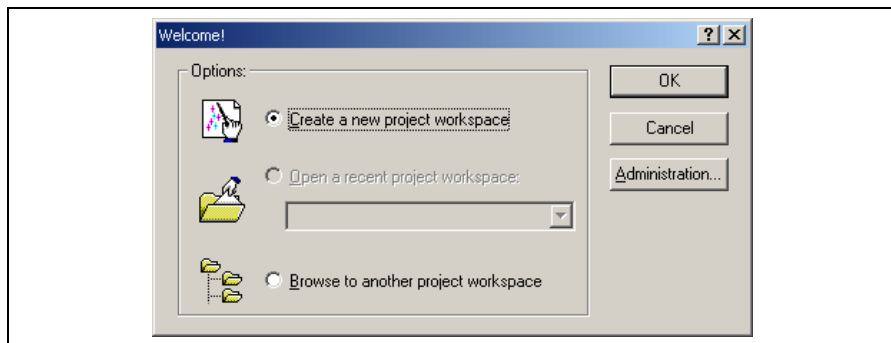 Welcome!
Options:
Create a new project workspace
Open a recent project workspace:
Browse to another project workspace
OK
Cancel
Administration...